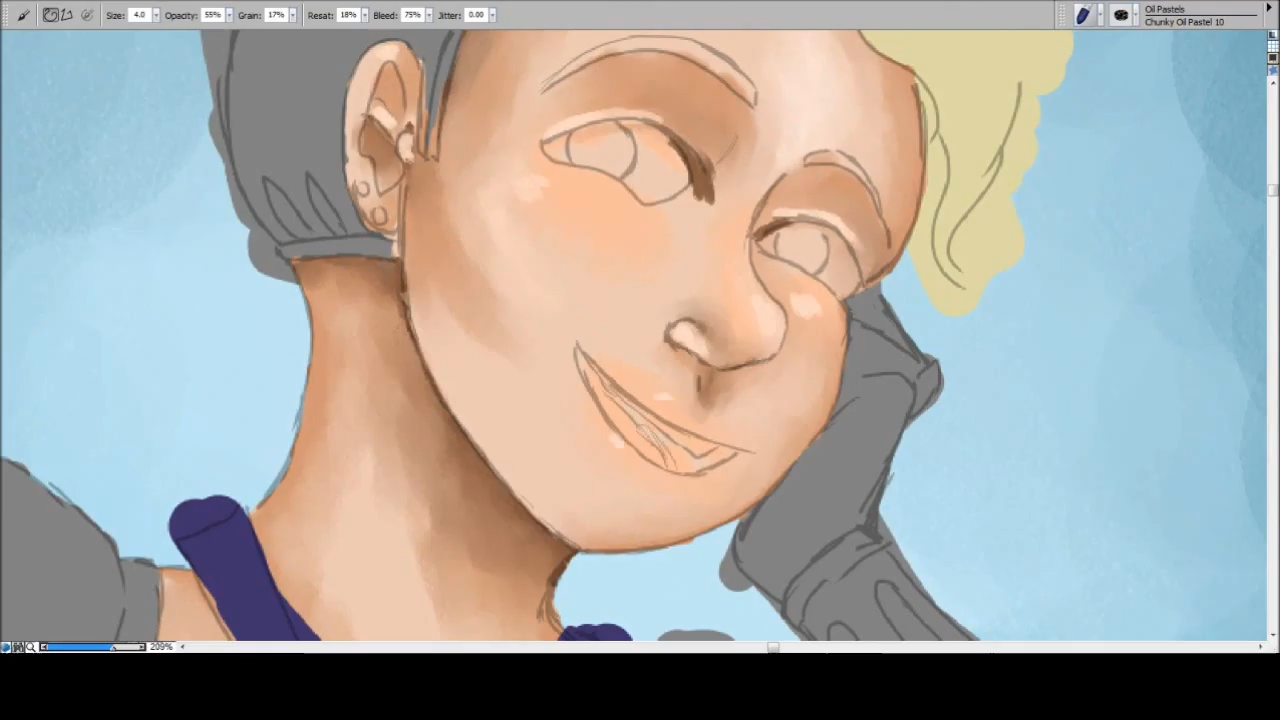 Size: 4.0 Opacity: 55% Grain: 17% Resat: 18% Bleed: 75% Jitter: 0.00
Oil Pastels
Chunky Oil Pastel 10
209%